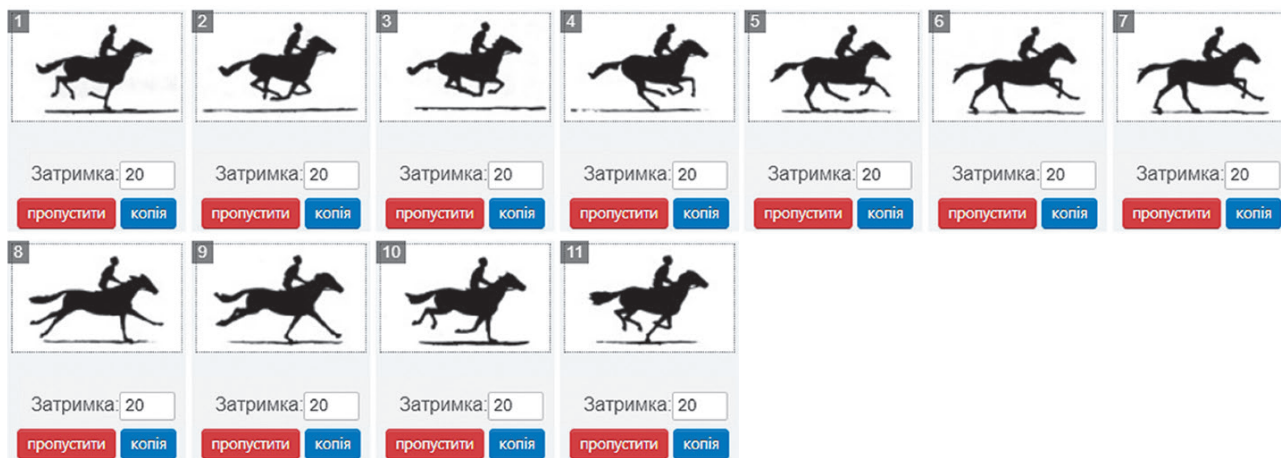 1 2 3 4 5 6 7
Затримка: 20 Затримка: 20 Затримка: 20 Затримка: 20 Затримка: 20 Затримка: 20 Затримка: 20
пропустити копія пропустити копія пропустити копія пропустити копія пропустити копія пропустити копія пропустити копія
8 9 10 11
Затримка: 20 Затримка: 20 Затримка: 20 Затримка: 20
пропустити копія пропустити копія пропустити копія пропустити копія